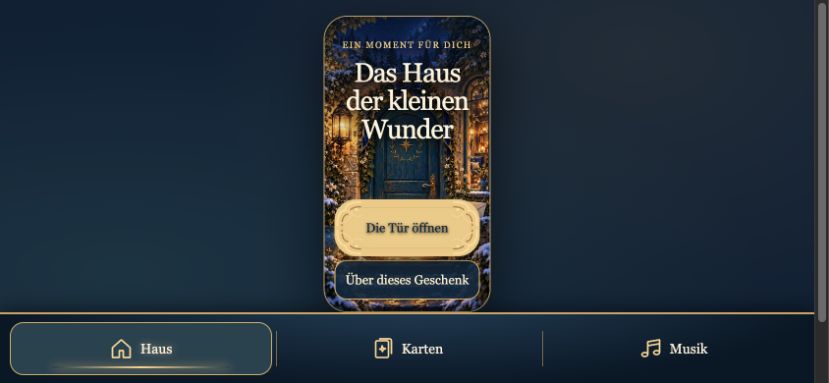 EIN MOMENT FÜR DICH
Das Haus
der kleinen
Wunder
Die Tür öffnen
Über dieses Geschenk
Haus
Karten
Musik